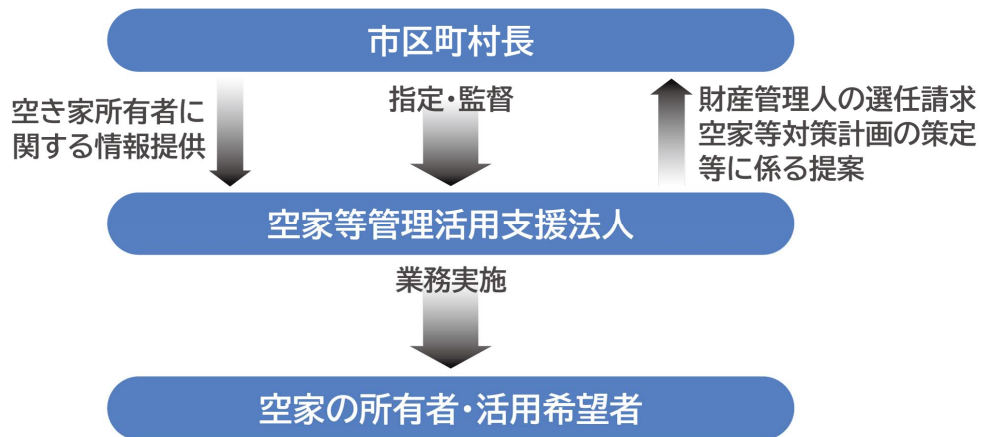 市区町村長
空き家所有者に
関する情報提供
指定・監督
財産管理人の選任請求
空家等対策計画の策定
等に係る提案
空家等管理活用支援法人
業務実施
空家の所有者・活用希望者